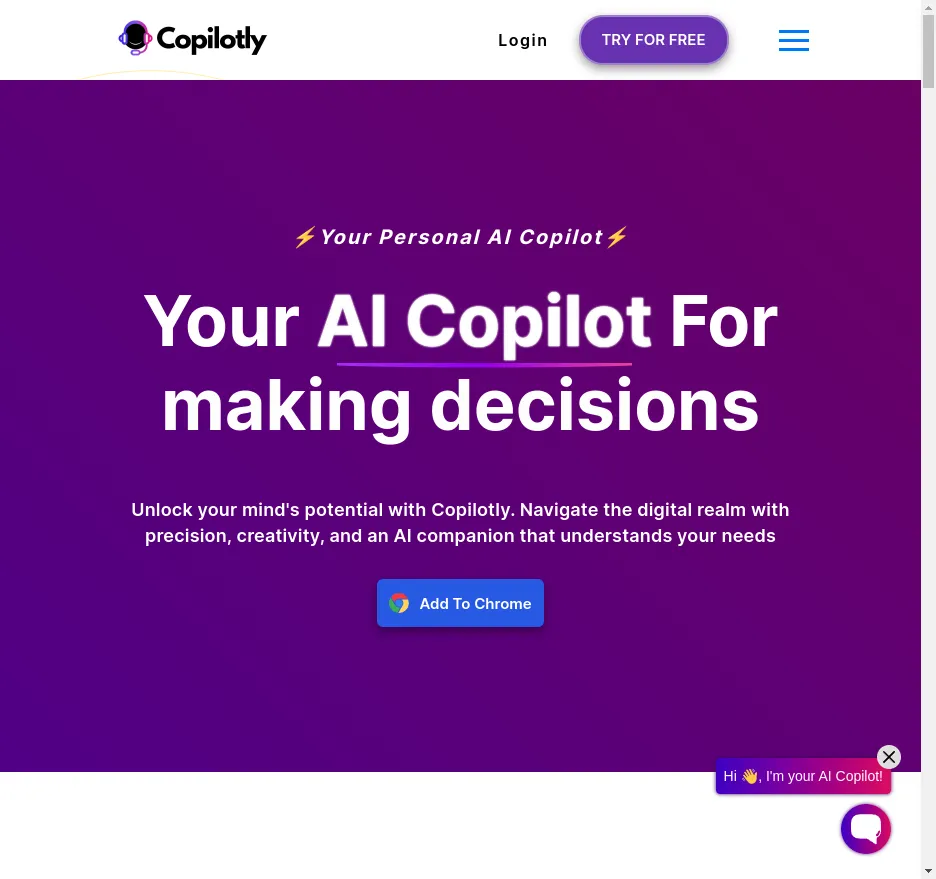 Copilotly
Login
TRY FOR FREE
⚡Your Personal AI Copilot⚡
Your AI Copilot For
making decisions
Unlock your mind's potential with Copilotly. Navigate the digital realm with
precision, creativity, and an AI companion that understands your needs
Add To Chrome
Hi 👋, I'm your AI Copilot!